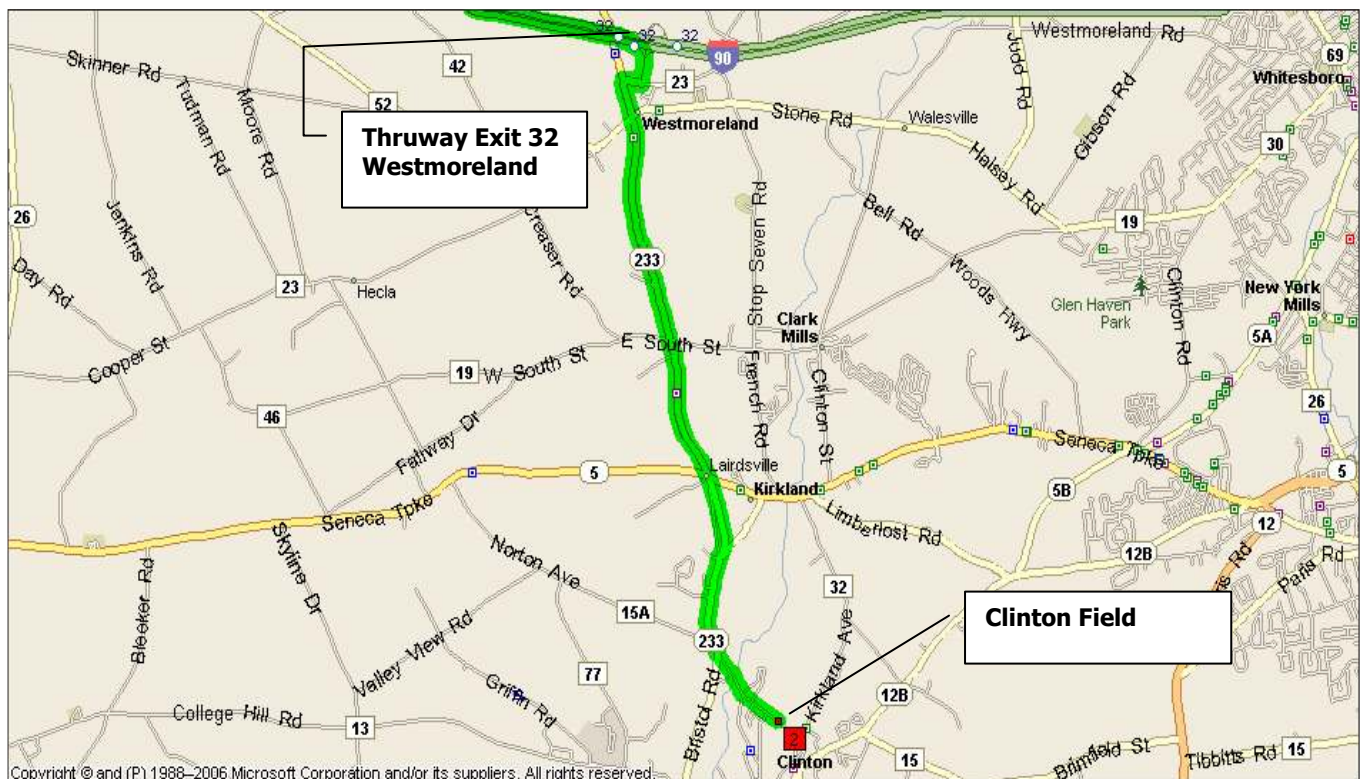 32
32
32
90
Westmoreland Rd
69
Skinner Rd
42
52
23
Judd Rd
Gibson Rd
Whitesboro
Tudman Rd
Moore Rd
Thruway Exit 32
Westmoreland
Westmoreland
Stone Rd
Walesville
30
Halsey Rd
26
Jenkins Rd
Creaser Rd
Stop Seven Rd
Bell Rd
19
Day Rd
23
Hecla
233
Woods Hwy
Glen Haven
Park
Clinton Rd
New York
Mills
Clark
Mills
5A
Cooper St
19
W South St
E South St
French Rd
Clinton St
26
46
Fallway Dr
Seneca Tpke
5
Lairdsville
Kirkland
5B
5
Seneca Tpke
Limberlost Rd
12
Skyline Dr
Norton Ave
12B
Paris Rd
Bleeker Rd
15A
32
Clinton Field
Valley View Rd
233
Kirkland Ave
77
Griffin Rd
12B
College Hill Rd
13
Bristol Rd
2
Clinton
15
Brimfield St
Tibbitts Rd
15
Copyright © and (P) 1988–2006 Microsoft Corporation and/or its suppliers. All rights reserved.